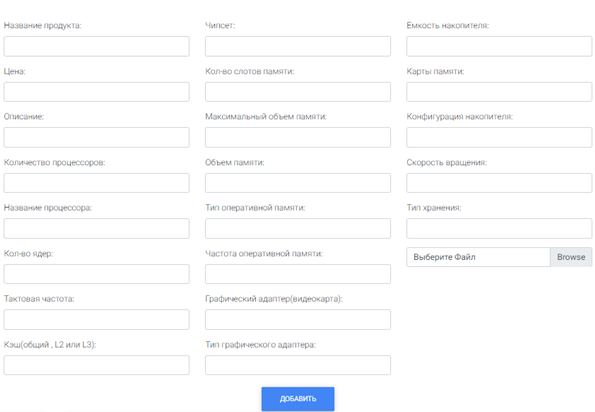 Название продукта:
Цена:
Описание:
Количество процессоров:
Название процессора:
Кол-во ядер:
Тактовая частота:
Кэш(общий , L2 или L3):
Чипсет:
Кол-во слотов памяти:
Максимальный объем памяти:
Объем памяти:
Тип оперативной памяти:
Частота оперативной памяти:
Графический адаптер(видеокарта):
Тип графического адаптера:
Емкость накопителя:
Карты памяти:
Конфигурация накопителя:
Скорость вращения:
Тип хранения:
Выберите Файл Browse
ДОБАВИТЬ